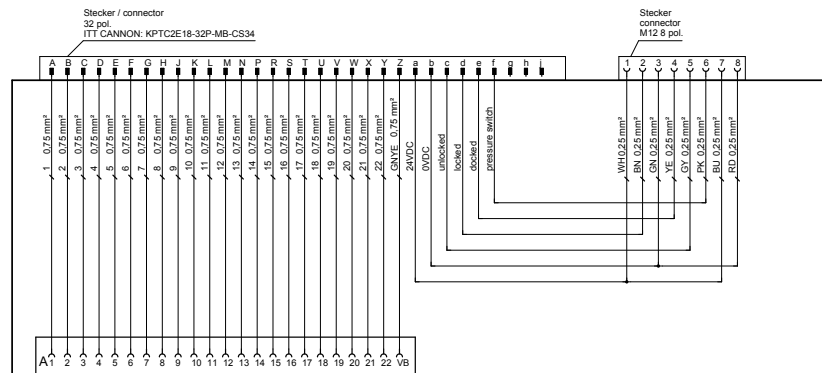 Stecker / connector
32 pol.
ITT CANNON: KPTC2E18-32P-MB-CS34
Stecker
connector
M12 8 pol.
A B C D E F G H J K L M N P R S T U V W X Y Z a b c d e f g h i
1 2 3 4 5 6 7 8
1 0,75 mm²
2 0,75 mm²
3 0,75 mm²
4 0,75 mm²
5 0,75 mm²
6 0,75 mm²
7 0,75 mm²
8 0,75 mm²
9 0,75 mm²
10 0,75 mm²
11 0,75 mm²
12 0,75 mm²
13 0,75 mm²
14 0,75 mm²
15 0,75 mm²
16 0,75 mm²
17 0,75 mm²
18 0,75 mm²
19 0,75 mm²
20 0,75 mm²
21 0,75 mm²
22 0,75 mm²
GNYE 0,75 mm²
24VDC
0VDC
unlocked
locked
docked
pressure switch
WH 0,25 mm²
BN 0,25 mm²
GN 0,25 mm²
YE 0,25 mm²
GY 0,25 mm²
PK 0,25 mm²
BU 0,25 mm²
RD 0,25 mm²
A 1 2 3 4 5 6 7 8 9 10 11 12 13 14 15 16 17 18 19 20 21 22 VB